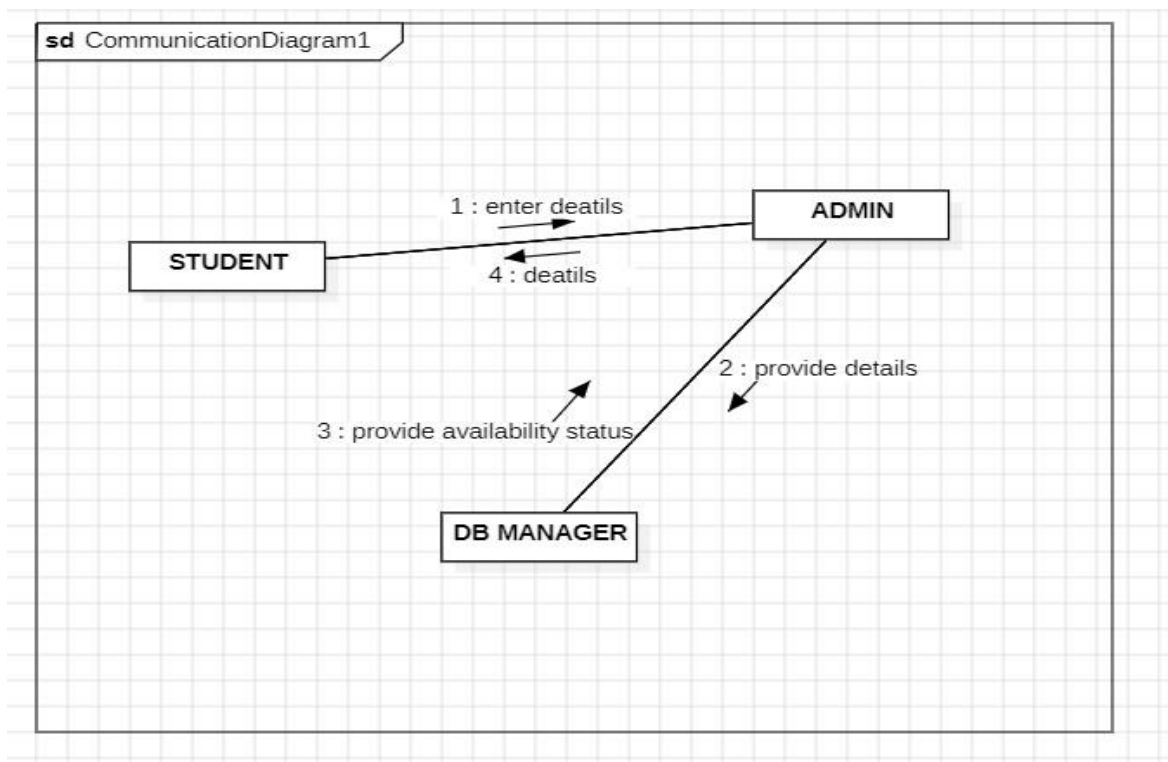 sd CommunicationDiagram1
1 : enter deatils
ADMIN
STUDENT
4 : deatils
2 : provide details
3 : provide availability status
DB MANAGER